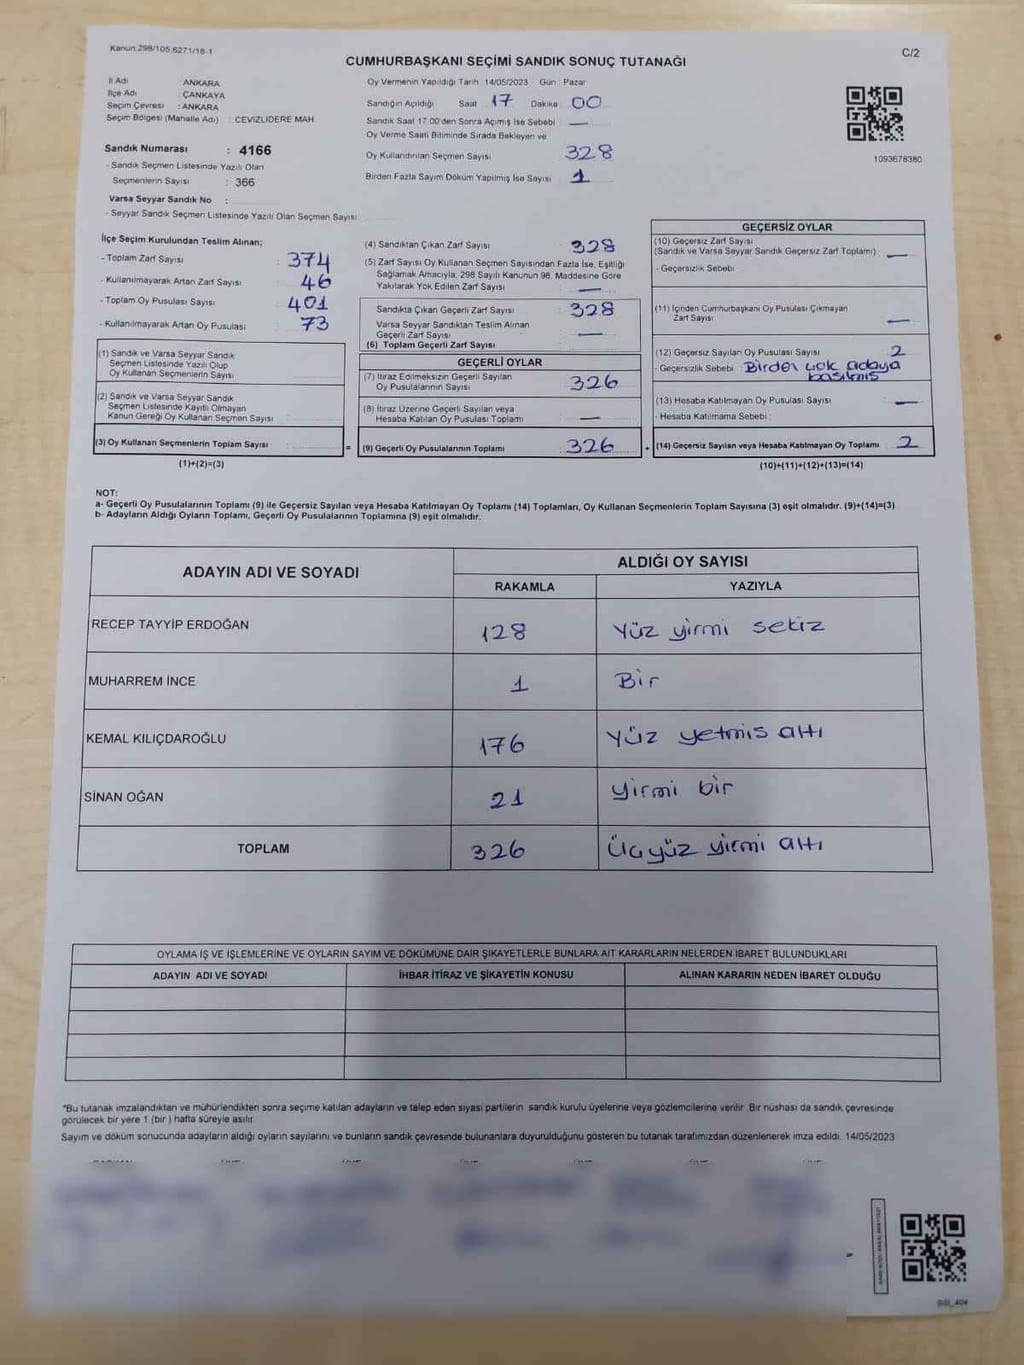 Kanun:298/105,6271/18-1
C/2
CUMHURBAŞKANI SEÇİMİ SANDIK SONUÇ TUTANAĞI
İl Adı : ANKARA
İlçe Adı : ÇANKAYA
Seçim Çevresi : ANKARA
Seçim Bölgesi (Mahalle Adı) : CEVIZLIDERE MAH
Sandık Numarası : 4166
- Sandık Seçmen Listesinde Yazılı Olan
Seçmenlerin Sayısı : 366
Varsa Seyyar Sandık No :
- Seyyar Sandık Seçmen Listesinde Yazılı Olan Seçmen Sayısı
Oy Vermenin Yapıldığı Tarih 14/05/2023 Gün : Pazar
Sandığın Açıldığı Saat 17 Dakika 00
Sandık Saat 17.00'den Sonra Açımış İse Sebebi —
Oy Verme Saati Bitiminde Sırada Bekleyen ve
Oy Kullandırılan Seçmen Sayısı 328
Birden Fazla Sayım Döküm Yapılmış İse Sayısı 1
1093678380
İlçe Seçim Kurulundan Teslim Alınan;
- Toplam Zarf Sayısı 374
- Kullanılmayarak Artan Zarf Sayısı 46
- Toplam Oy Pusulası Sayısı 401
- Kullanılmayarak Artan Oy Pusulası 73
(1) Sandık ve Varsa Seyyar Sandık
Seçmen Listesinde Yazılı Olup
Oy Kullanan Seçmenlerin Sayısı
(2) Sandık ve Varsa Seyyar Sandık
Seçmen Listesinde Kayıtlı Olmayan
Kanun Gereği Oy Kullanan Seçmen Sayısı
(3) Oy Kullanan Seçmenlerin Toplam Sayısı =
(1)+(2)=(3)
(4) Sandıktan Çıkan Zarf Sayısı 328
(5) Zarf Sayısı Oy Kullanan Seçmen Sayısından Fazla İse, Eşitliği
Sağlamak Amacıyla, 298 Sayılı Kanunun 98. Maddesine Göre
Yakılarak Yok Edilen Zarf Sayısı —
Sandıkta Çıkan Geçerli Zarf Sayısı 328
Varsa Seyyar Sandıktan Teslim Alınan
Geçerli Zarf Sayısı —
(6) Toplam Geçerli Zarf Sayısı
GEÇERLİ OYLAR
(7) İtiraz Edilmeksizin Geçerli Sayılan
Oy Pusulalarının Sayısı 326
(8) İtiraz Üzerine Geçerli Sayılan veya
Hesaba Katılan Oy Pusulası Toplamı —
(9) Geçerli Oy Pusulalarının Toplamı 326 +
GEÇERSİZ OYLAR
(10) Geçersiz Zarf Sayısı
(Sandık ve Varsa Seyyar Sandık Geçersiz Zarf Toplamı) —
- Geçersizlik Sebebi
(11) İçinden Cumhurbaşkanı Oy Pusulası Çıkmayan
Zarf Sayısı —
(12) Geçersiz Sayılan Oy Pusulası Sayısı 2
- Geçersizlik Sebebi Birden çok adaya
basılmış
(13) Hesaba Katılmayan Oy Pusulası Sayısı —
- Hesaba Katılmama Sebebi
(14) Geçersiz Sayılan veya Hesaba Katılmayan Oy Toplamı 2
(10)+(11)+(12)+(13)=(14)
NOT:
a- Geçerli Oy Pusulalarının Toplamı (9) ile Geçersiz Sayılan veya Hesaba Katılmayan Oy Toplamı (14) Toplamları, Oy Kullanan Seçmenlerin Toplam Sayısına (3) eşit olmalıdır. (9)+(14)=(3)
b- Adayların Aldığı Oyların Toplamı, Geçerli Oy Pusulalarının Toplamına (9) eşit olmalıdır.
ADAYIN ADI VE SOYADI
ALDIĞI OY SAYISI
RAKAMLA YAZIYLA
RECEP TAYYİP ERDOĞAN 128 Yüz yirmi sekiz
MUHARREM İNCE 1 Bir
KEMAL KILIÇDAROĞLU 176 Yüz yetmis altı
SİNAN OĞAN 21 yirmi bir
TOPLAM 326 Üçyüz yirmi altı
OYLAMA İŞ VE İŞLEMLERİNE VE OYLARIN SAYIM VE DÖKÜMÜNE DAİR ŞİKAYETLERLE BUNLARA AİT KARARLARIN NELERDEN İBARET BULUNDUKLARI
ADAYIN ADI VE SOYADI İHBAR İTİRAZ VE ŞİKAYETİN KONUSU ALINAN KARARIN NEDEN İBARET OLDUĞU
*Bu tutanak imzalandıktan ve mühürlendikten sonra seçime katılan adayların ve talep eden siyası partilerin sandık kurulu üyelerine veya gözlemcilerine verilir. Bir nüshası da sandık çevresinde
görülecek bir yere 1 (bir ) hafta süreyle asılır.
Sayım ve döküm sonucunda adayların aldığı oyların sayılarını ve bunların sandık çevresinde bulunanlara duyurulduğunu gösteren bu tutanak tarafımızdan düzenlenerek imza edildi. 14/05/2023